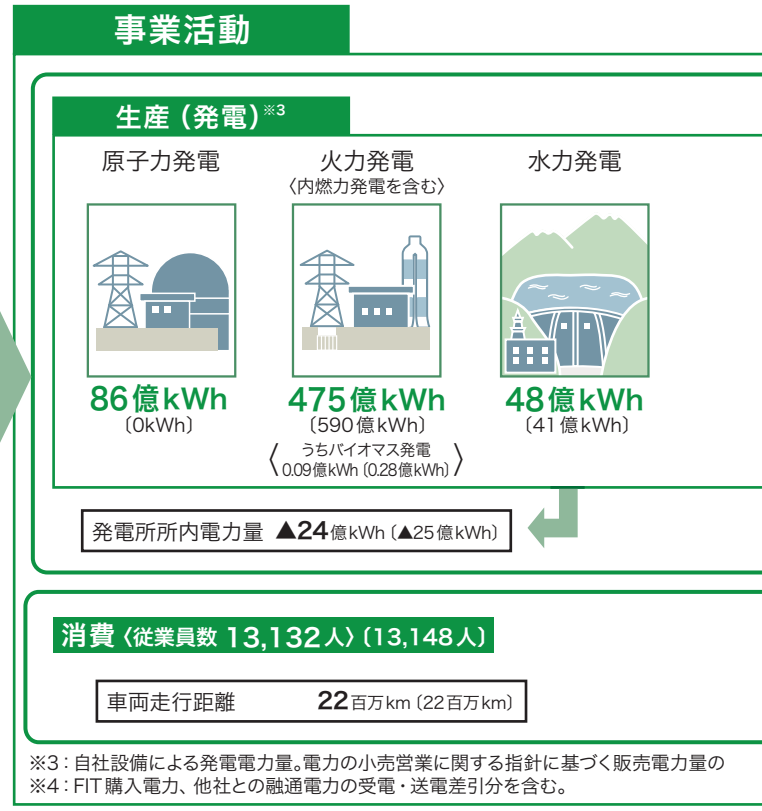 事業活動
生産(発電)※3
原子力発電
火力発電
〈内燃力発電を含む〉
水力発電
86億kWh
〔0kWh〕
475億kWh
〔590億kWh〕
〈うちバイオマス発電
0.09億kWh〔0.28億kWh〕〉
48億kWh
〔41億kWh〕
発電所所内電力量 ▲24億kWh〔▲25億kWh〕
消費〈従業員数 13,132人〉〔13,148人〕
車両走行距離 22百万km〔22百万km〕
※3:自社設備による発電電力量。電力の小売営業に関する指針に基づく販売電力量の
※4:FIT購入電力、他社との融通電力の受電・送電差引分を含む。